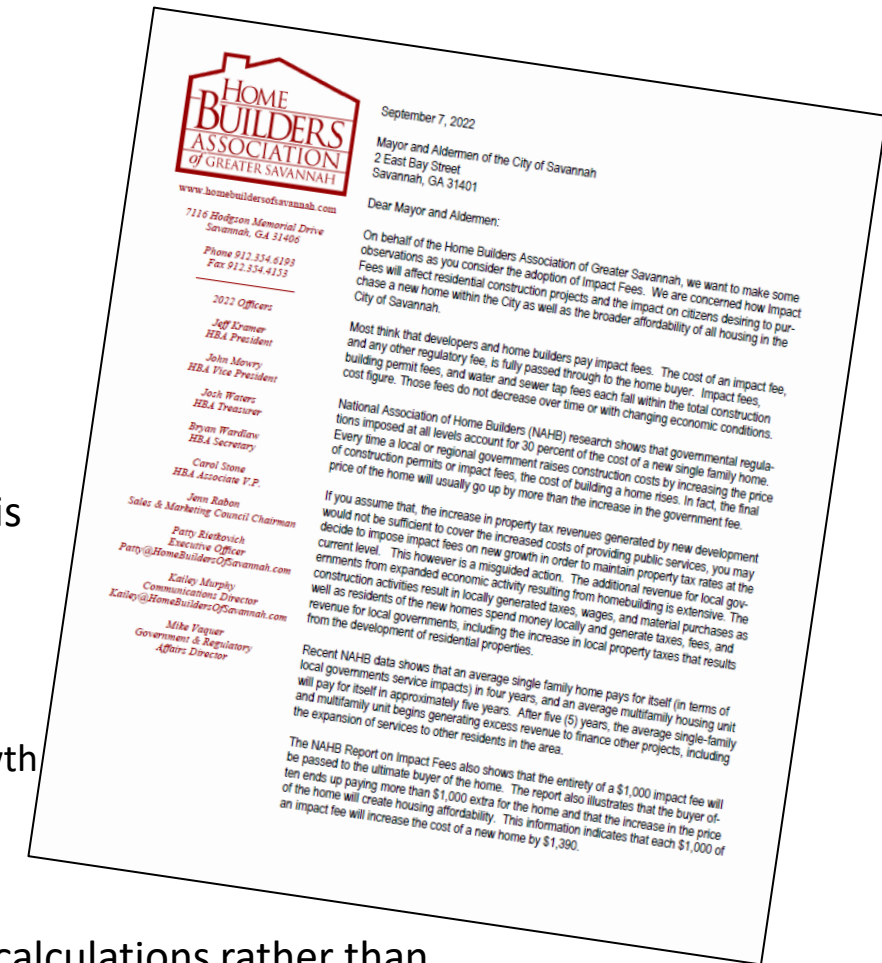 HOME
BUILDERS
ASSOCIATION
of GREATER SAVANNAH
www.homebuildersofsavannah.com
7116 Hodgson Memorial Drive
Savannah, GA 31406
Phone 912.354.6193
Fax 912.354.4153
2022 Officers
Jeff Kramer
HBA President
John Mowry
HBA Vice President
Josh Waters
HBA Treasurer
Bryan Wardlaw
HBA Secretary
Carol Stone
HBA Associate V.P.
Jenn Rabon
Sales & Marketing Council Chairman
Patty Rietkovich
Executive Officer
Patty@HomeBuildersOfSavannah.com
Kailey Murphy
Communications Director
Kailey@HomeBuildersOfSavannah.com
Mike Vaquer
Government & Regulatory
Affairs Director
September 7, 2022
Mayor and Aldermen of the City of Savannah
2 East Bay Street
Savannah, GA 31401
Dear Mayor and Aldermen:
On behalf of the Home Builders Association of Greater Savannah, we want to make some
observations as you consider the adoption of Impact Fees. We are concerned how Impact
Fees will affect residential construction projects and the impact on citizens desiring to pur-
chase a new home within the City as well as the broader affordability of all housing in the
City of Savannah.
Most think that developers and home builders pay impact fees. The cost of an impact fee,
and any other regulatory fee, is fully passed through to the home buyer. Impact fees,
building permit fees, and water and sewer tap fees each fall within the total construction
cost figure. Those fees do not decrease over time or with changing economic conditions.
National Association of Home Builders (NAHB) research shows that governmental regula-
tions imposed at all levels account for 30 percent of the cost of a new single family home.
Every time a local or regional government raises construction costs by increasing the price
of construction permits or impact fees, the cost of building a home rises. In fact, the final
price of the home will usually go up by more than the increase in the government fee.
If you assume that, the increase in property tax revenues generated by new development
would not be sufficient to cover the increased costs of providing public services, you may
decide to impose impact fees on new growth in order to maintain property tax rates at the
current level. This however is a misguided action. The additional revenue for local gov-
ernments from expanded economic activity resulting from homebuilding is extensive. The
construction activities result in locally generated taxes, wages, and material purchases as
well as residents of the new homes spend money locally and generate taxes, fees, and
revenue for local governments, including the increase in local property taxes that results
from the development of residential properties.
Recent NAHB data shows that an average single family home pays for itself (in terms of
local governments service impacts) in four years, and an average multifamily housing unit
will pay for itself in approximately five years. After five (5) years, the average single-family
and multifamily unit begins generating excess revenue to finance other projects, including
the expansion of services to other residents in the area.
The NAHB Report on Impact Fees also shows that the entirety of a $1,000 impact fee will
be passed to the ultimate buyer of the home. The report also illustrates that the buyer of-
ten ends up paying more than $1,000 extra for the home and that the increase in the price
of the home will create housing affordability. This information indicates that each $1,000 of
an impact fee will increase the cost of a new home by $1,390.
is
calculations rather than